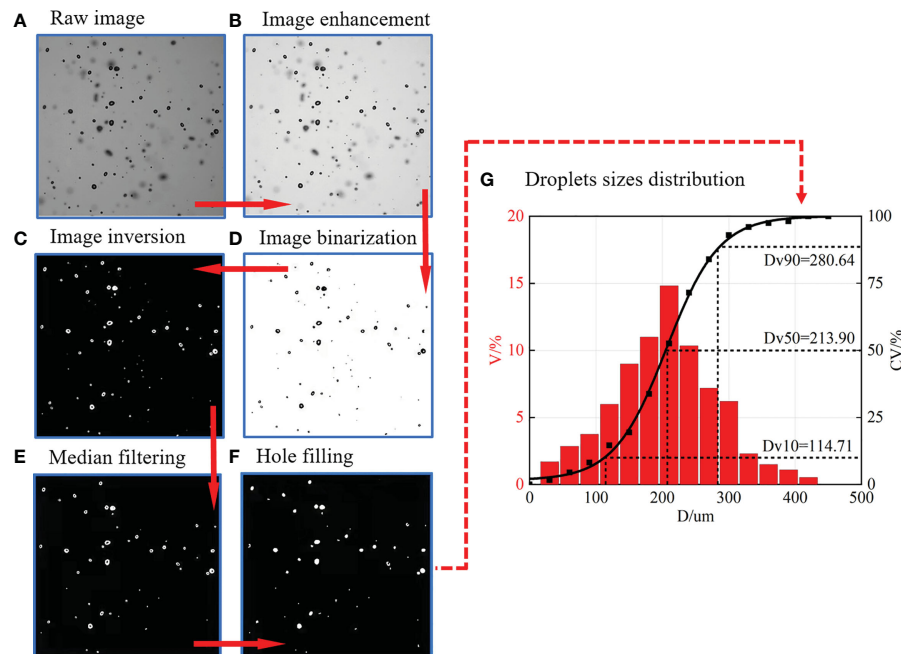 A Raw image
B Image enhancement
C Image inversion
D Image binarization
E Median filtering
F Hole filling
G Droplets sizes distribution
V/%
20
15
10
5
0
CV/%
100
75
50
25
0
Dv90=280.64
Dv50=213.90
Dv10=114.71
0 100 200 300 400 500
D/um